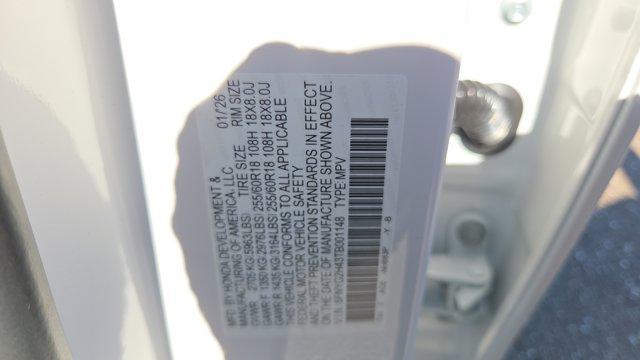 MFD BY HONDA DEVELOPMENT &
MANUFACTURING OF AMERICA, LLC 01/26
TIRE SIZE RIM SIZE
GVWR 2705 KG 5963LBS
GAWR F 1350 KG 2976LBS 255/60R18 108H 18X8.0J
GAWR R 1435 KG 3164LBS 255/60R18 108H 18X8.0J
THIS VEHICLE CONFORMS TO ALL APPLICABLE
FEDERAL MOTOR VEHICLE SAFETY
AND THEFT PREVENTION STANDARDS IN EFFECT
ON THE DATE OF MANUFACTURE SHOWN ABOVE.
V.I.N. TYPE:MPV